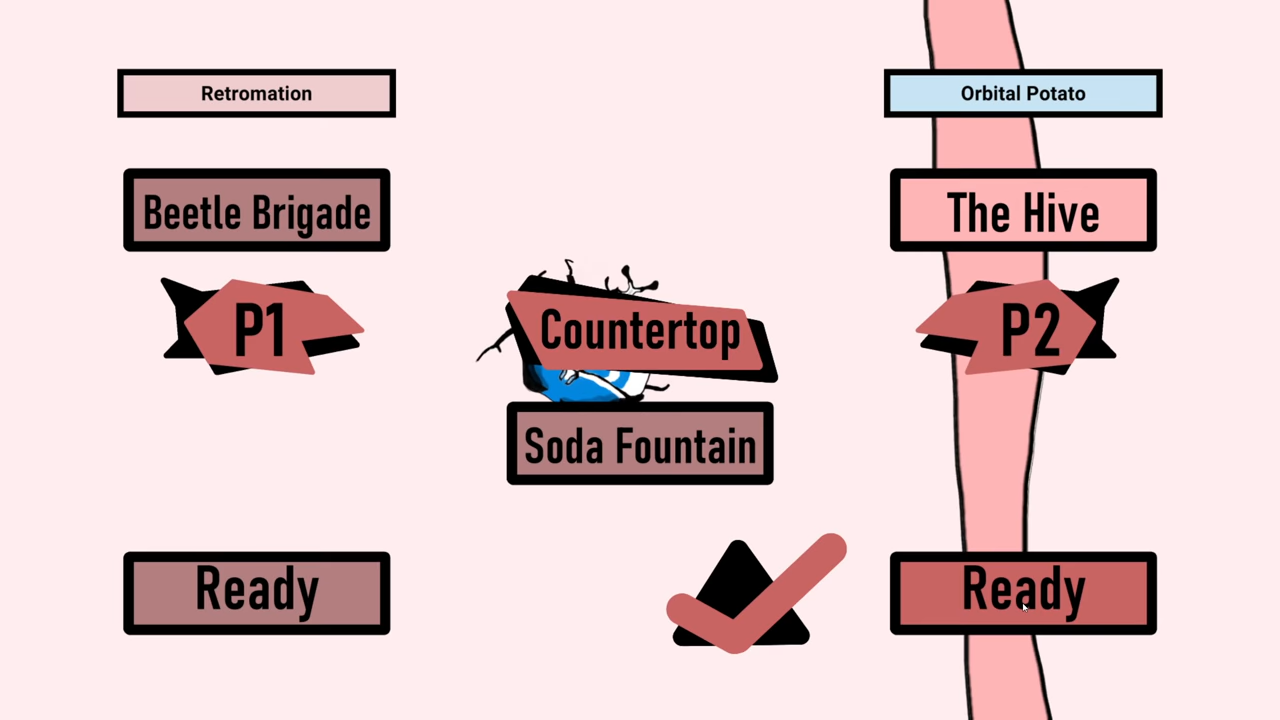 Retromation
Orbital Potato
Beetle Brigade
The Hive
P1
Countertop
P2
Soda Fountain
Ready
Ready